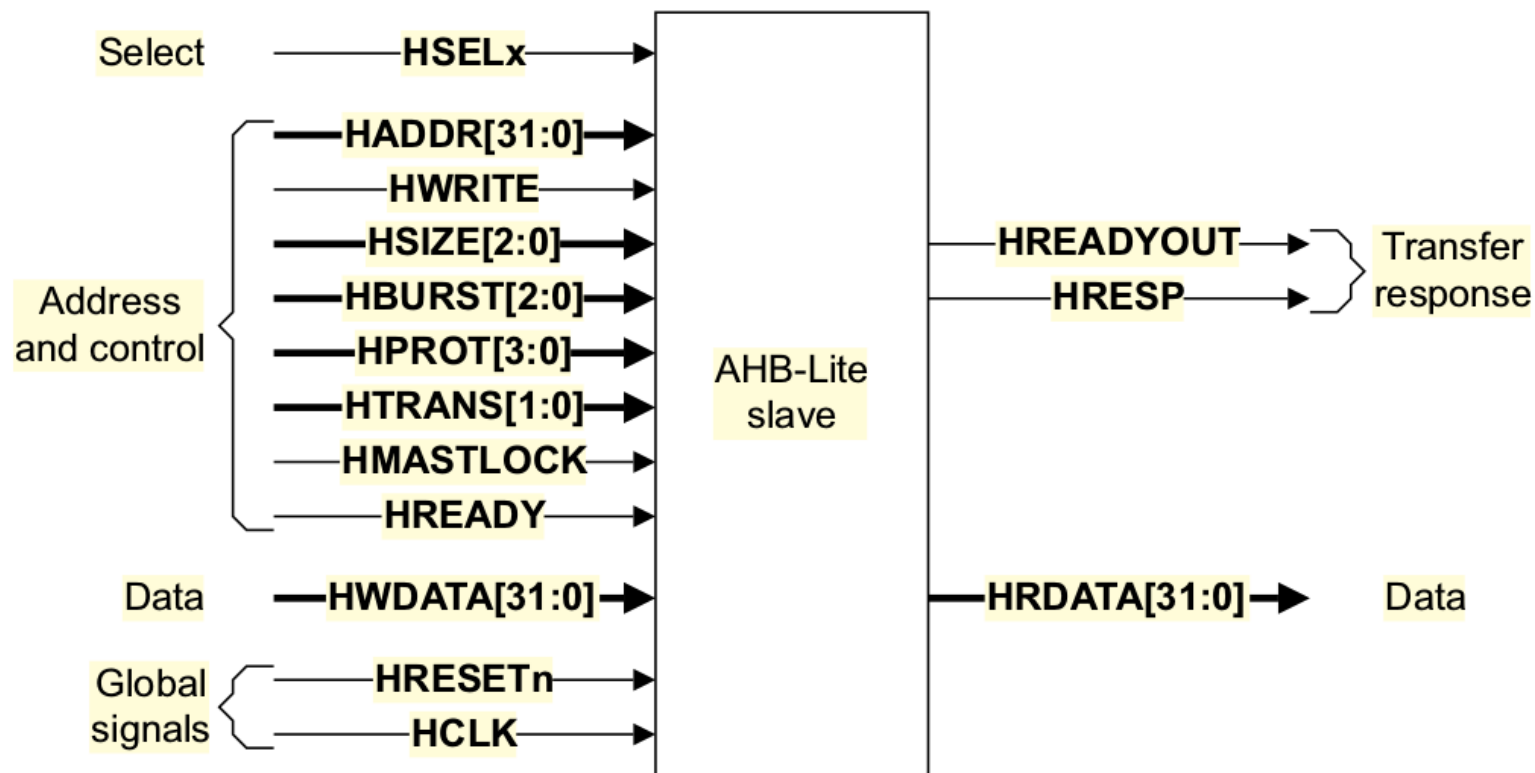 Select
HSELx
HADDR[31:0]
HWRITE
HSIZE[2:0]
HBURST[2:0]
HPROT[3:0]
HTRANS[1:0]
HMASTLOCK
HREADY
Address
and control
Data
HWDATA[31:0]
Global
signals
HRESETn
HCLK
AHB-Lite
slave
HREADYOUT
HRESP
Transfer
response
HRDATA[31:0]
Data